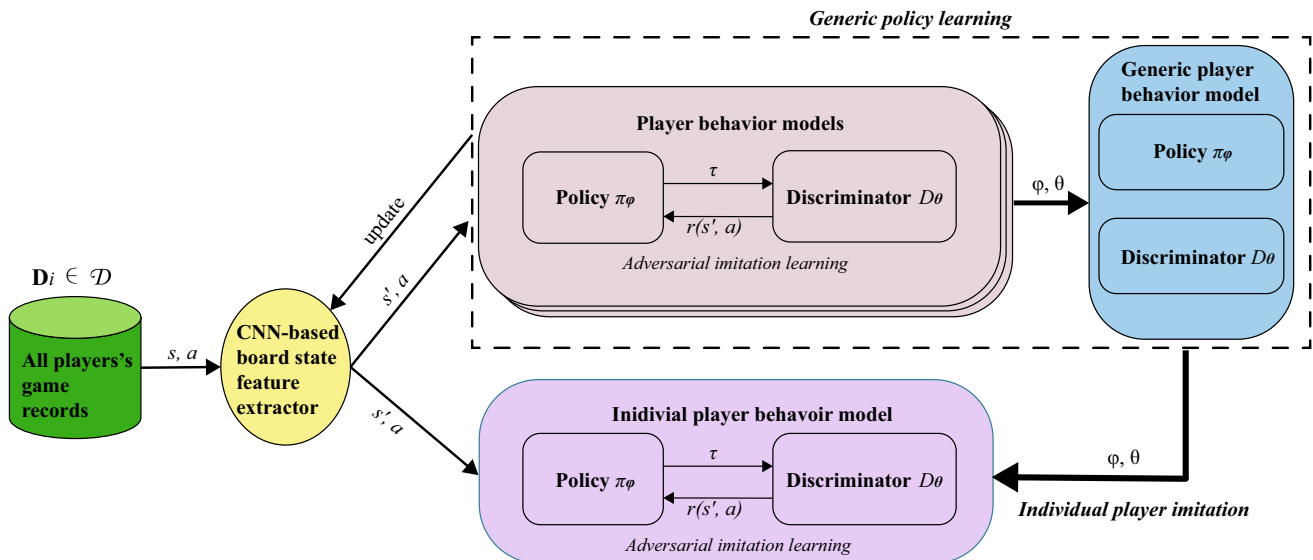 Generic policy learning
Generic player
behavior model
Policy πφ
Discriminator Dθ
Player behavior models
Policy πφ
τ
r(s', a)
Discriminator Dθ
Adversarial imitation learning
φ, θ
update
s', a
Di ∈ 𝒟
All players's
game
records
s, a
CNN-based
board state
feature
extractor
s', a
Inidivial player behavoir model
Policy πφ
τ
r(s', a)
Discriminator Dθ
Adversarial imitation learning
φ, θ
Individual player imitation